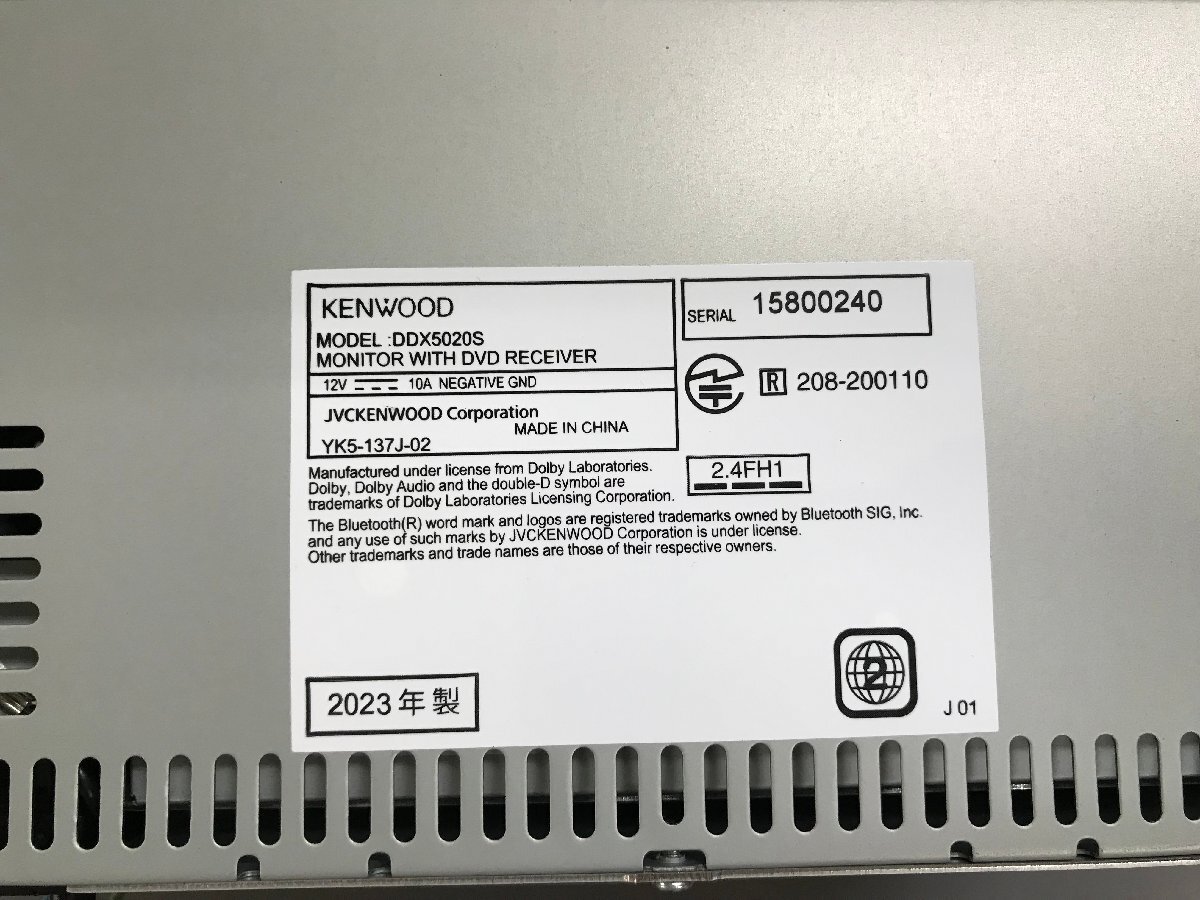 KENWOOD
MODEL :DDX5020S
MONITOR WITH DVD RECEIVER
12V 10A NEGATIVE GND
JVCKENWOOD Corporation
MADE IN CHINA
YK5-137J-02
SERIAL 15800240
R 208-200110
2.4FH1
Manufactured under license from Dolby Laboratories.
Dolby, Dolby Audio and the double-D symbol are
trademarks of Dolby Laboratories Licensing Corporation.
The Bluetooth(R) word mark and logos are registered trademarks owned by Bluetooth SIG, Inc.
and any use of such marks by JVCKENWOOD Corporation is under license.
Other trademarks and trade names are those of their respective owners.
2023年製
2
J 01